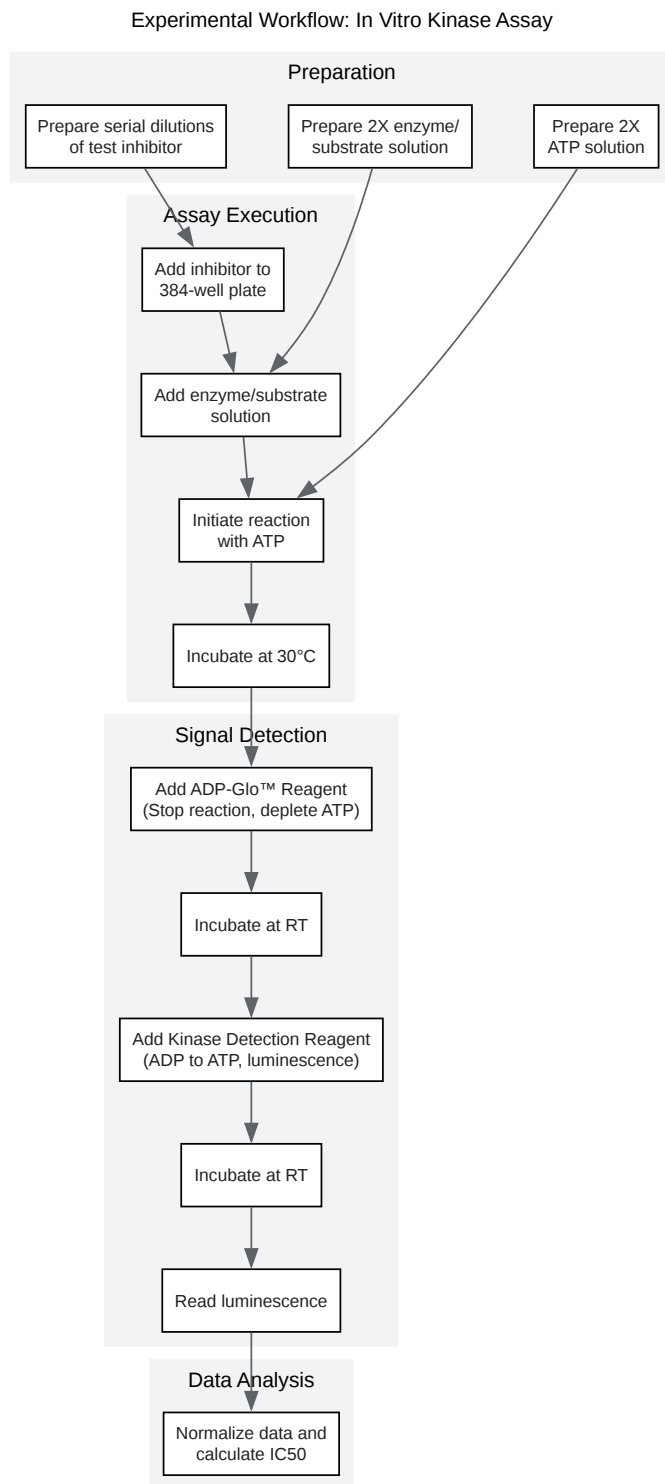 Experimental Workflow: In Vitro Kinase Assay
Preparation
Prepare serial dilutions
of test inhibitor
Prepare 2X enzyme/
substrate solution
Prepare 2X
ATP solution
Assay Execution
Add inhibitor to
384-well plate
Add enzyme/substrate
solution
Initiate reaction
with ATP
Incubate at 30°C
Signal Detection
Add ADP-Glo™ Reagent
(Stop reaction, deplete ATP)
Incubate at RT
Add Kinase Detection Reagent
(ADP to ATP, luminescence)
Incubate at RT
Read luminescence
Data Analysis
Normalize data and
calculate IC50